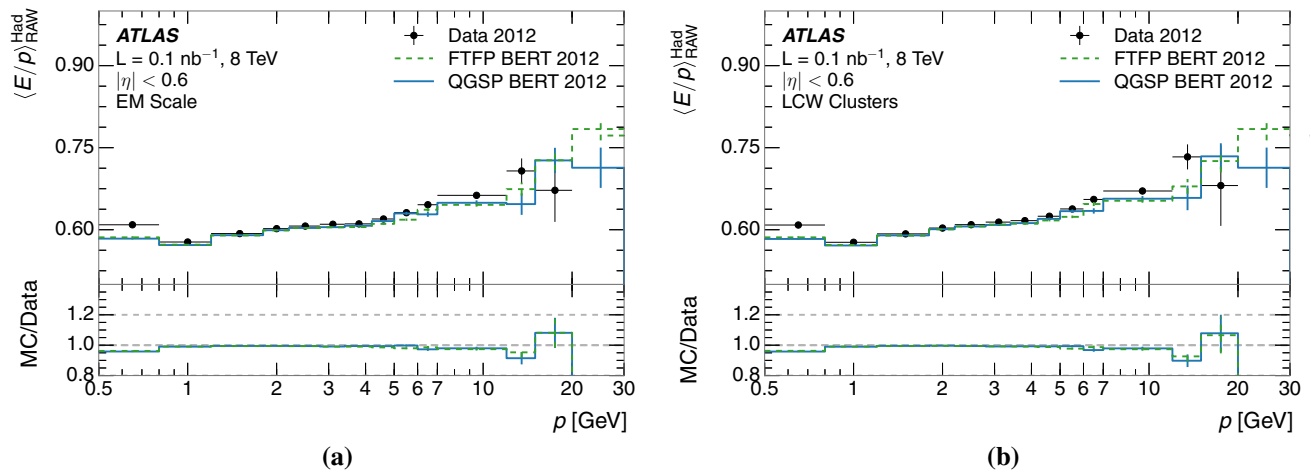 ⟨E/p⟩ᴴᵃᵈ_RAW
ATLAS
L = 0.1 nb⁻¹, 8 TeV
|η| < 0.6
EM Scale
Data 2012
FTFP BERT 2012
QGSP BERT 2012
0.90
0.75
0.60
MC/Data
1.2
1.0
0.8
0.5 1 2 3 4 5 6 7 10 20 30
p [GeV]
(a)
⟨E/p⟩ᴴᵃᵈ_RAW
ATLAS
L = 0.1 nb⁻¹, 8 TeV
|η| < 0.6
LCW Clusters
Data 2012
FTFP BERT 2012
QGSP BERT 2012
0.90
0.75
0.60
MC/Data
1.2
1.0
0.8
0.5 1 2 3 4 5 6 7 10 20 30
p [GeV]
(b)